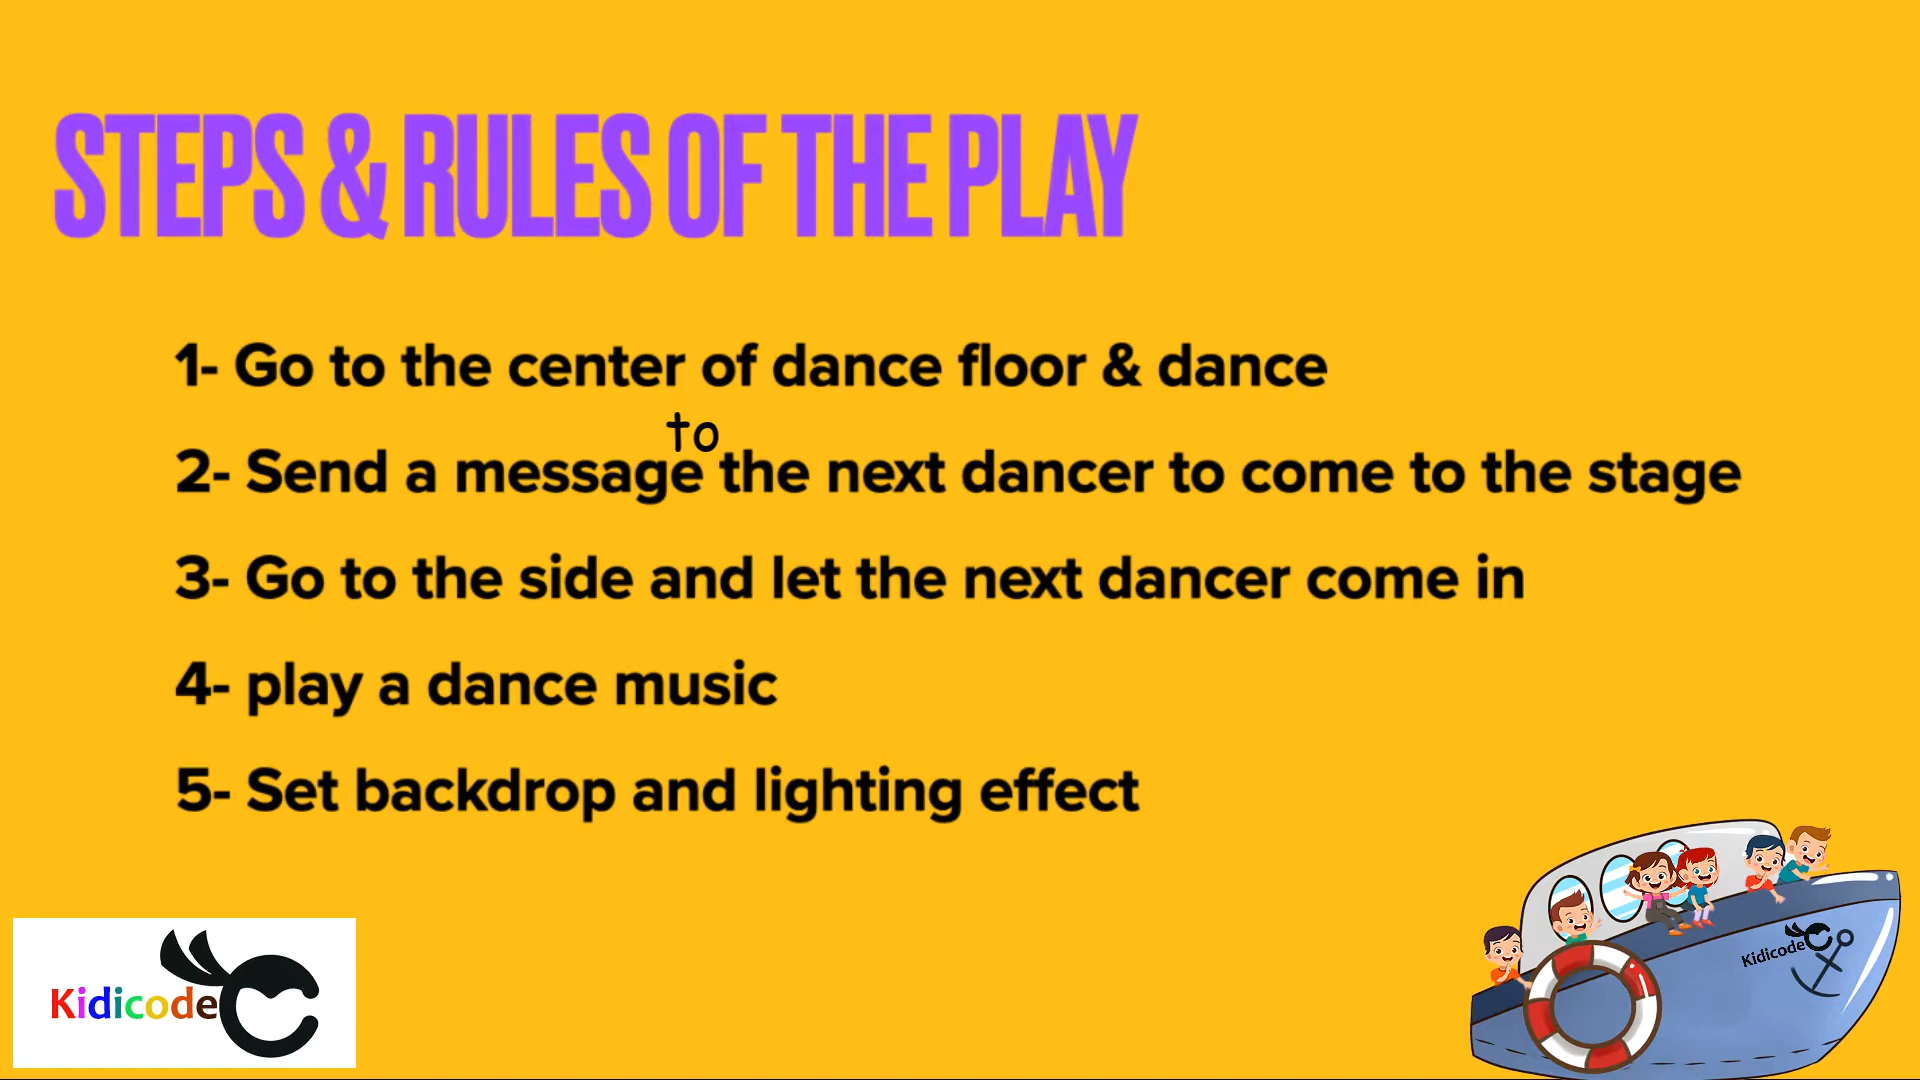 STEPS & RULES OF THE PLAY
1- Go to the center of dance floor & dance
to
2- Send a message the next dancer to come to the stage
3- Go to the side and let the next dancer come in
4- play a dance music
5- Set backdrop and lighting effect
Kidicode
Kidicode